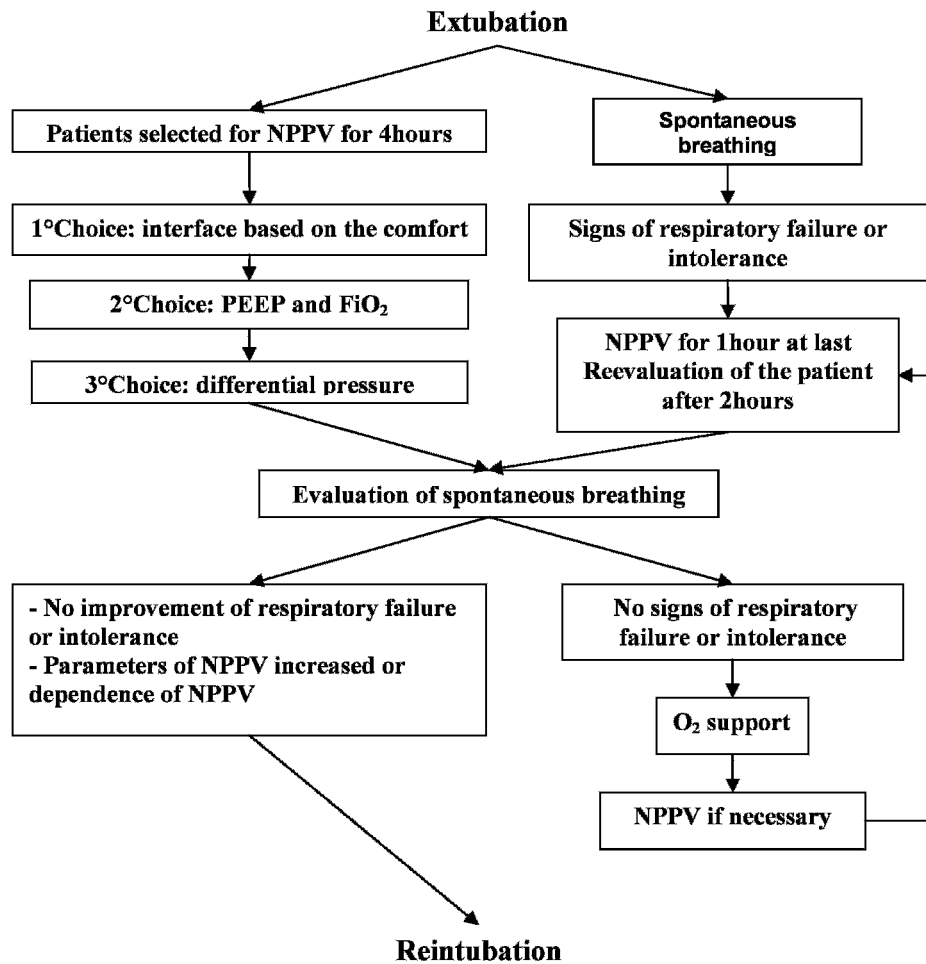 Extubation
Patients selected for NPPV for 4hours
1°Choice: interface based on the comfort
2°Choice: PEEP and FiO₂
3°Choice: differential pressure
Spontaneous
breathing
Signs of respiratory failure or
intolerance
NPPV for 1hour at last
Reevaluation of the patient
after 2hours
Evaluation of spontaneous breathing
- No improvement of respiratory failure
or intolerance
- Parameters of NPPV increased or
dependence of NPPV
No signs of respiratory
failure or intolerance
O₂ support
NPPV if necessary
Reintubation